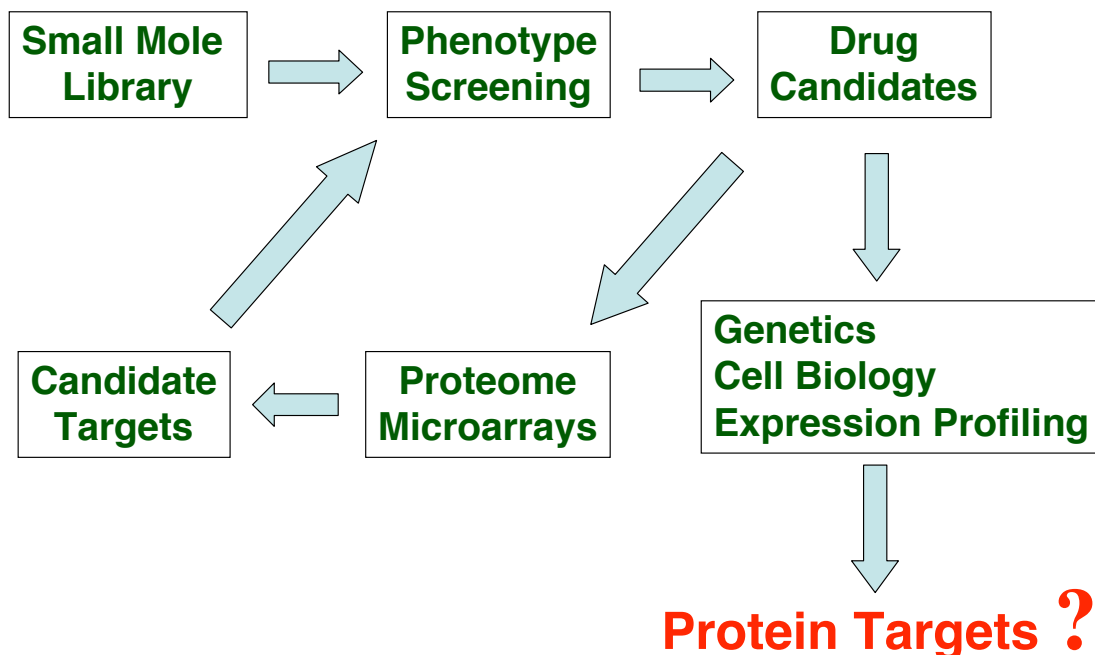 Small Mole
Library
Phenotype
Screening
Drug
Candidates
Candidate
Targets
Proteome
Microarrays
Genetics
Cell Biology
Expression Profiling
Protein Targets ?